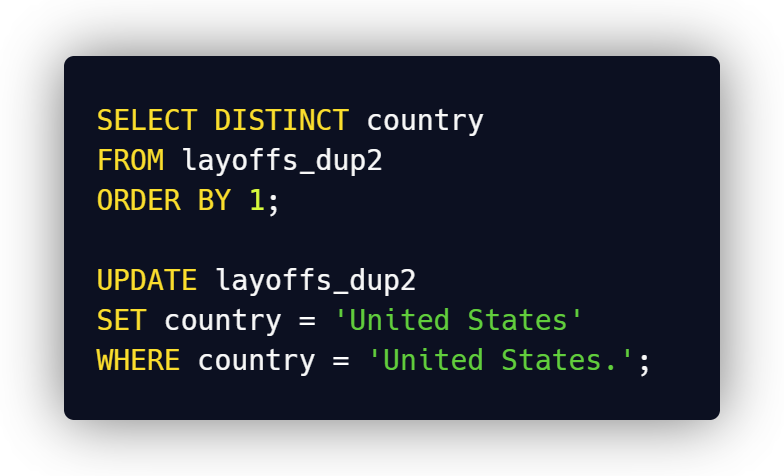 SELECT DISTINCT country
FROM layoffs_dup2
ORDER BY 1;
UPDATE layoffs_dup2
SET country = 'United States'
WHERE country = 'United States.';